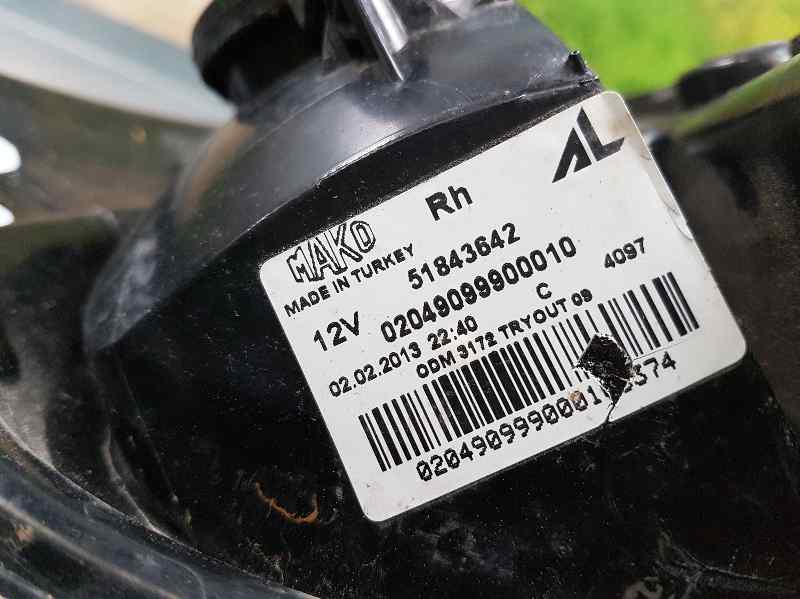 Rh
AL
MAKO
MADE IN TURKEY
51843642
12V 02049099900010
02.02.2013 22:40 C 4097
ODM 3172 TRYOUT 09